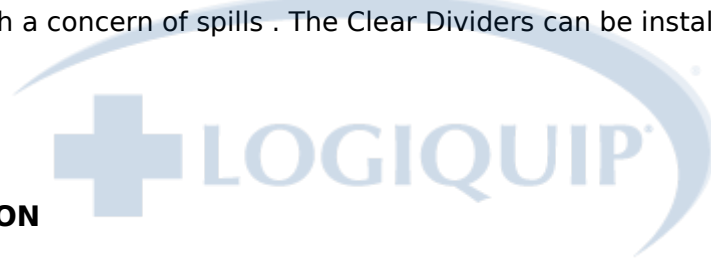 h a concern of spills . The Clear Dividers can be instal
LOGIQUIP
ON